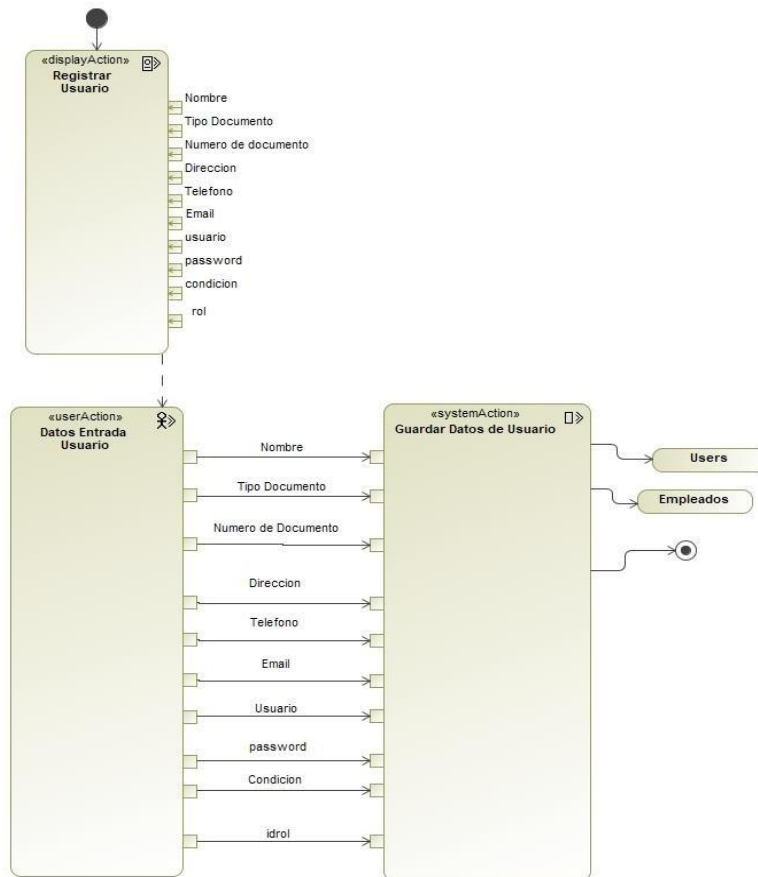 «displayAction»
Registrar
Usuario
Nombre
Tipo Documento
Numero de documento
Direccion
Telefono
Email
usuario
password
condicion
rol
«userAction»
Datos Entrada
Usuario
Nombre
Tipo Documento
Numero de Documento
Direccion
Telefono
Email
Usuario
password
Condicion
idrol
«systemAction»
Guardar Datos de Usuario
Users
Empleados